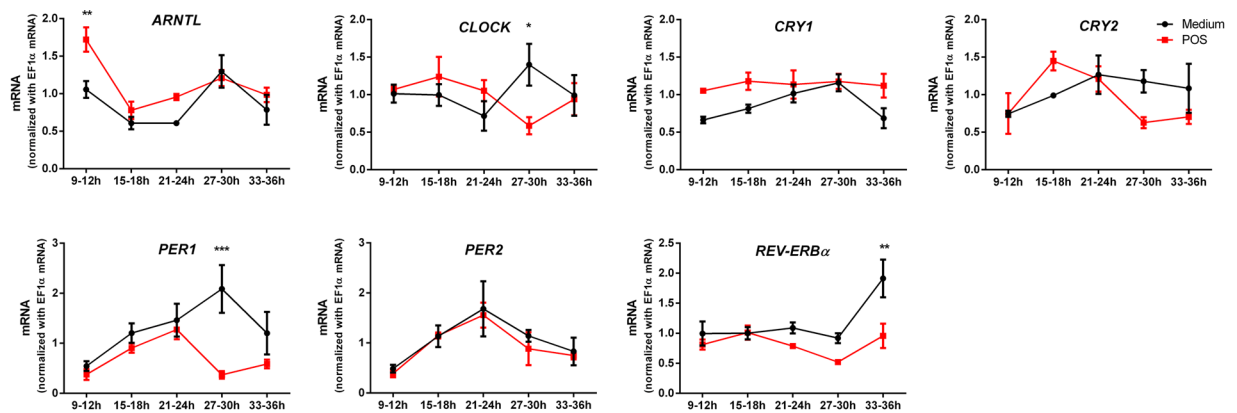 ARNTL
**
mRNA
(normalized with EF1α mRNA)
2.0
1.5
1.0
0.5
0.0
9-12h 15-18h 21-24h 27-30h 33-36h
CLOCK
*
mRNA
(normalized with EF1α mRNA)
2.0
1.5
1.0
0.5
0.0
9-12h 15-18h 21-24h 27-30h 33-36h
CRY1
mRNA
(normalized with EF1α mRNA)
2.0
1.5
1.0
0.5
0.0
9-12h 15-18h 21-24h 27-30h 33-36h
CRY2
mRNA
(normalized with EF1α mRNA)
2.0
1.5
1.0
0.5
0.0
9-12h 15-18h 21-24h 27-30h 33-36h
Medium
POS
PER1
***
mRNA
(normalized with EF1α mRNA)
3
2
1
0
9-12h 15-18h 21-24h 27-30h 33-36h
PER2
mRNA
(normalized with EF1α mRNA)
3
2
1
0
9-12h 15-18h 21-24h 27-30h 33-36h
REV-ERBα
**
mRNA
(normalized with EF1α mRNA)
2.5
2.0
1.5
1.0
0.5
0.0
9-12h 15-18h 21-24h 27-30h 33-36h